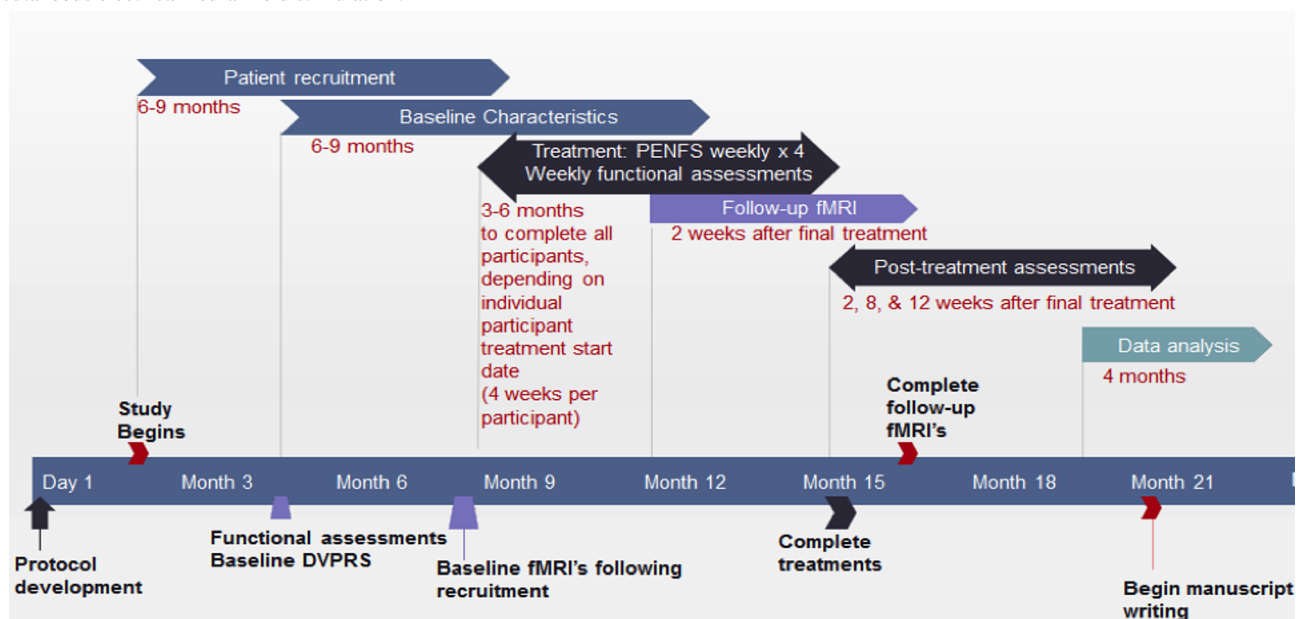 Patient recruitment
6-9 months
Baseline Characteristics
6-9 months
Treatment: PENFS weekly x 4
Weekly functional assessments
3-6 months
to complete all
participants,
depending on
individual
participant
treatment start
date
(4 weeks per
participant)
Follow-up fMRI
2 weeks after final treatment
Post-treatment assessments
2, 8, & 12 weeks after final treatment
Data analysis
4 months
Study
Begins
Complete
follow-up
fMRI's
Day 1
Month 3
Month 6
Month 9
Month 12
Month 15
Month 18
Month 21
Protocol
development
Functional assessments
Baseline DVPRS
Baseline fMRI's following
recruitment
Complete
treatments
Begin manuscript
writing